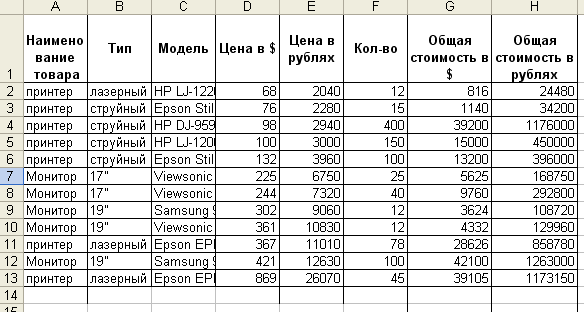 A B C D E F G H
1 Наимено вание товара Тип Модель Цена в $ Цена в рублях Кол-во Общая стоимость в $ Общая стоимость в рублях
2 принтер лазерный HP LJ-122 68 2040 12 816 24480
3 принтер струйный Epson Stil 76 2280 15 1140 34200
4 принтер струйный HP DJ-959 98 2940 400 39200 1176000
5 принтер струйный HP LJ-120 100 3000 150 15000 450000
6 принтер струйный Epson Stil 132 3960 100 13200 396000
7 Монитор 17" Viewsonic 225 6750 25 5625 168750
8 Монитор 17" Viewsonic 244 7320 40 9760 292800
9 Монитор 19" Samsung 302 9060 12 3624 108720
10 Монитор 19" Viewsonic 361 10830 12 4332 129960
11 принтер лазерный Epson EPI 367 11010 78 28626 858780
12 Монитор 19" Samsung 421 12630 100 42100 1263000
13 принтер лазерный Epson EPI 869 26070 45 39105 1173150
14